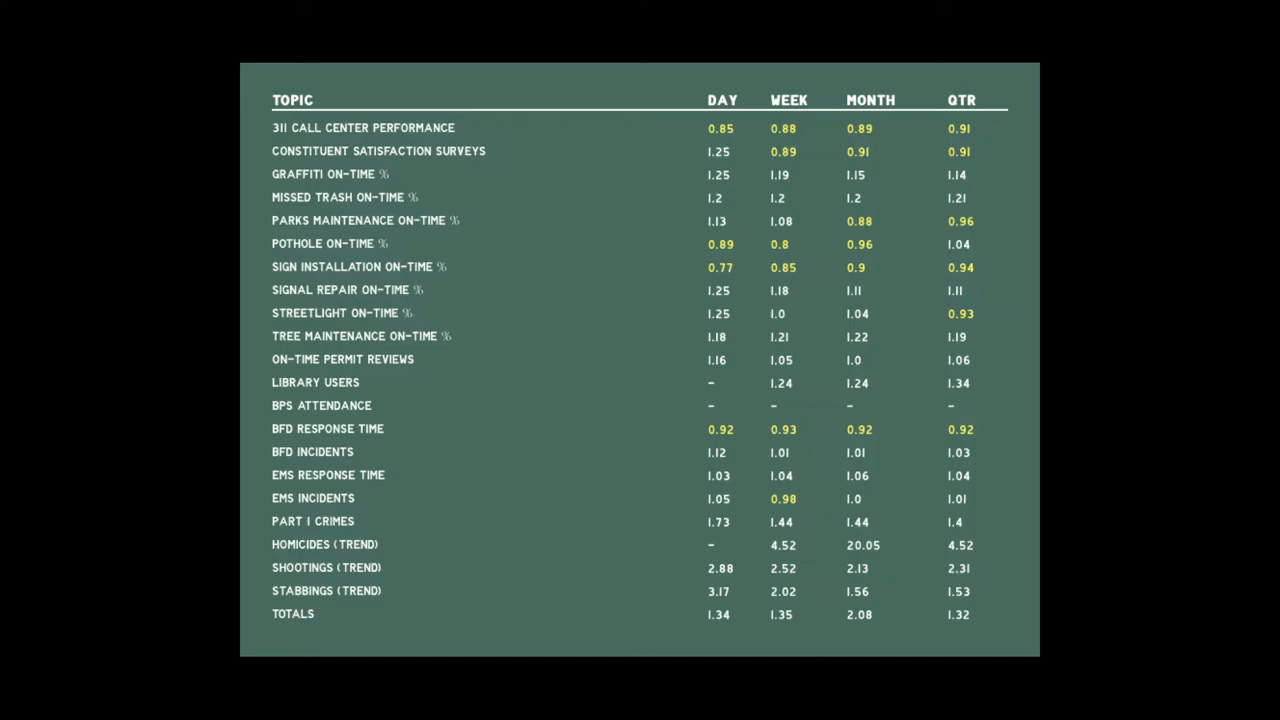 TOPIC DAY WEEK MONTH QTR
311 CALL CENTER PERFORMANCE 0.85 0.88 0.89 0.91
CONSTITUENT SATISFACTION SURVEYS 1.25 0.89 0.91 0.91
GRAFFITI ON-TIME % 1.25 1.19 1.15 1.14
MISSED TRASH ON-TIME % 1.2 1.2 1.2 1.21
PARKS MAINTENANCE ON-TIME % 1.13 1.08 0.88 0.96
POTHOLE ON-TIME % 0.89 0.8 0.96 1.04
SIGN INSTALLATION ON-TIME % 0.77 0.85 0.9 0.94
SIGNAL REPAIR ON-TIME % 1.25 1.18 1.11 1.11
STREETLIGHT ON-TIME % 1.25 1.0 1.04 0.93
TREE MAINTENANCE ON-TIME % 1.18 1.21 1.22 1.19
ON-TIME PERMIT REVIEWS 1.16 1.05 1.0 1.06
LIBRARY USERS - 1.24 1.24 1.34
BPS ATTENDANCE - - - -
BFD RESPONSE TIME 0.92 0.93 0.92 0.92
BFD INCIDENTS 1.12 1.01 1.01 1.03
EMS RESPONSE TIME 1.03 1.04 1.06 1.04
EMS INCIDENTS 1.05 0.98 1.0 1.01
PART 1 CRIMES 1.73 1.44 1.44 1.4
HOMICIDES (TREND) - 4.52 20.05 4.52
SHOOTINGS (TREND) 2.88 2.52 2.13 2.31
STABBINGS (TREND) 3.17 2.02 1.56 1.53
TOTALS 1.34 1.35 2.08 1.32